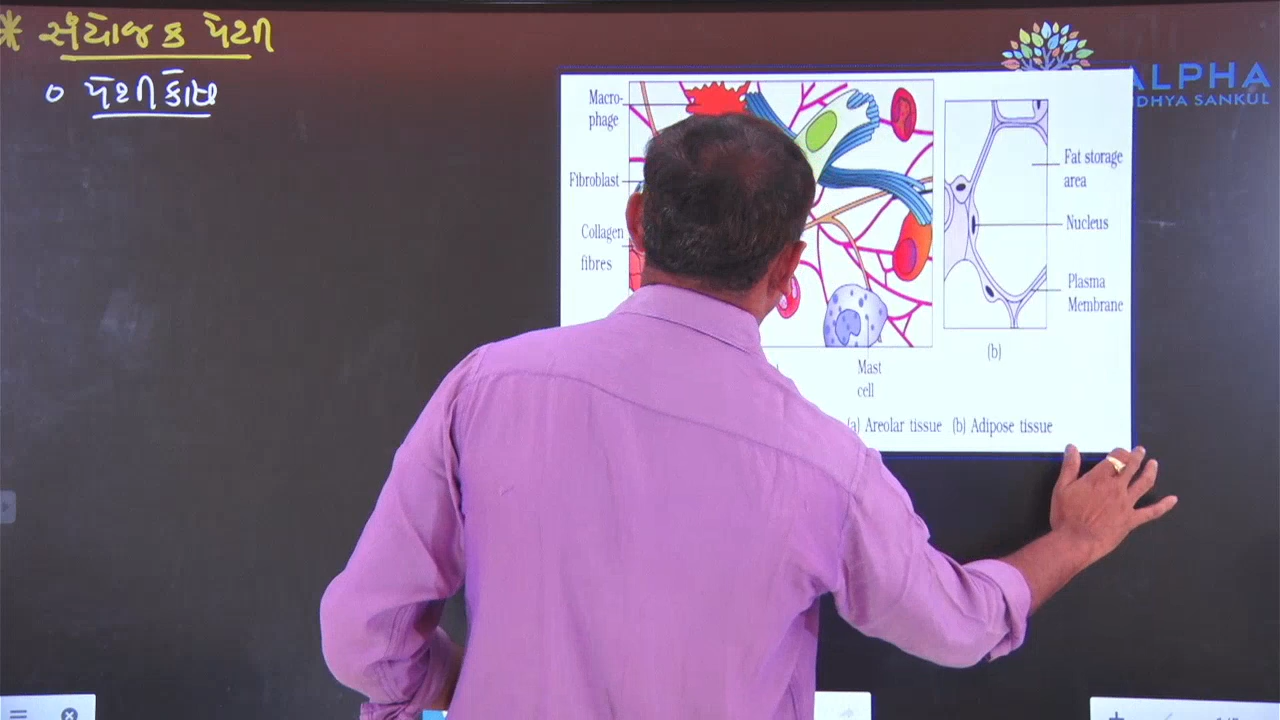 * સંયોજક પેશી
○ પેશીકોષ
ALPHA
DHYA SANKUL
Macro-
phage
Fibroblast
Collagen
fibres
Mast
cell
Fat storage
area
Nucleus
Plasma
Membrane
(b)
(a) Areolar tissue (b) Adipose tissue